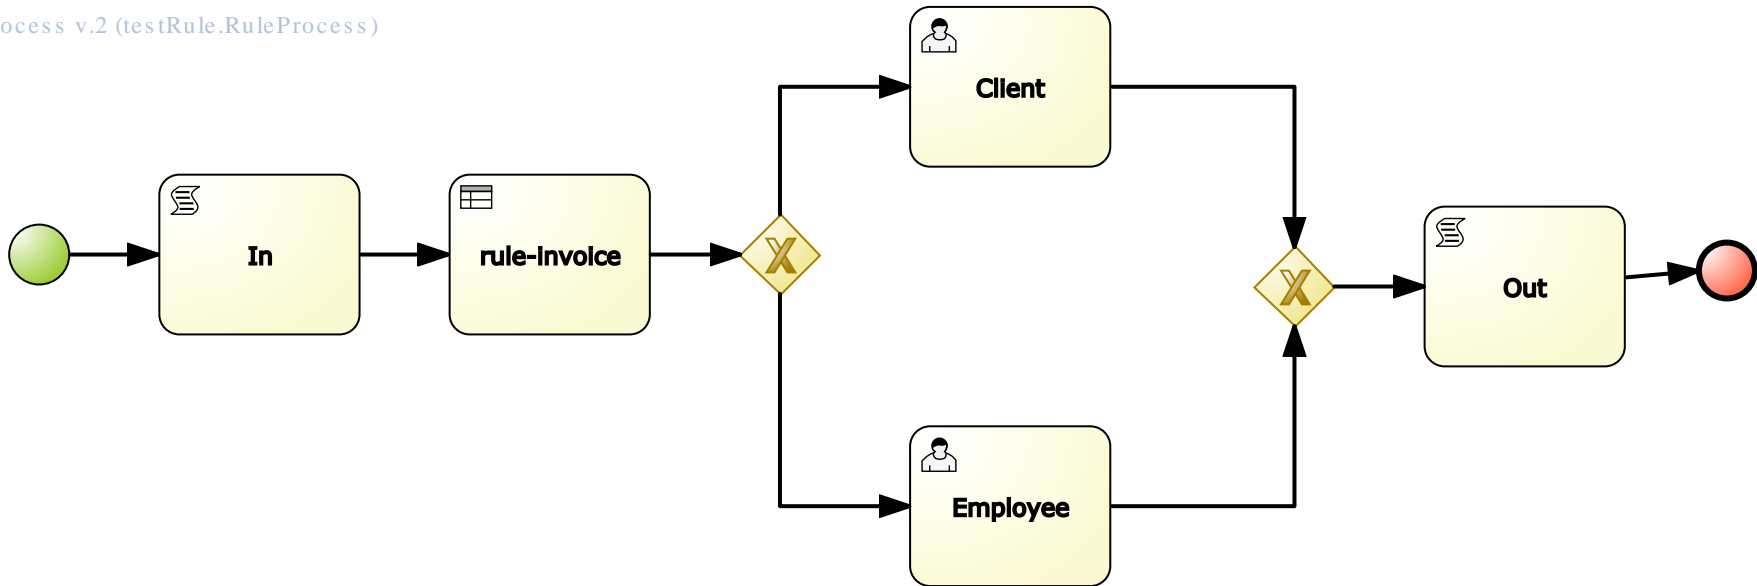 ocess v.2 (testRule.RuleProcess)
Client
In
rule-invoice
Out
Employee